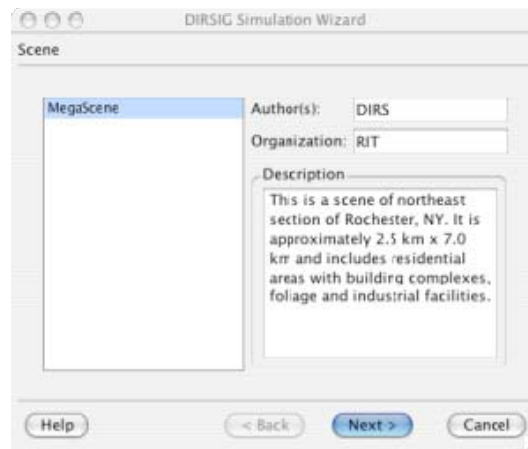 DIRSIG Simulation Wizard
Scene
MegaScene
Author(s): DIRS
Organization: RIT
Description
This is a scene of northeast
section of Rochester, NY. It is
approximately 2.5 km x 7.0
km and includes residential
areas with building complexes,
foliage and industrial facilities.
Help
< Back
Next >
Cancel